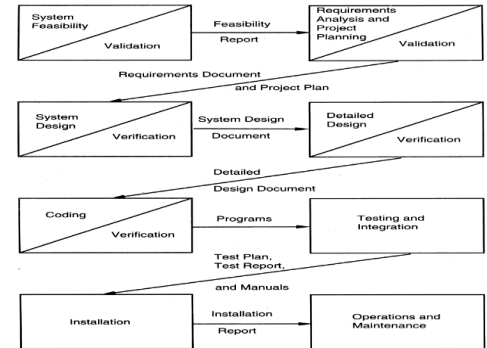 System
Feasibility
Validation
Feasibility
Report
Requirements
Analysis and
Project
Planning
Validation
Requirements Document
and Project Plan
System
Design
Verification
System Design
Document
Detailed
Design
Verification
Detailed
Design Document
Coding
Verification
Programs
Testing and
Integration
Test Plan,
Test Report,
and Manuals
Installation
Installation
Report
Operations and
Maintenance